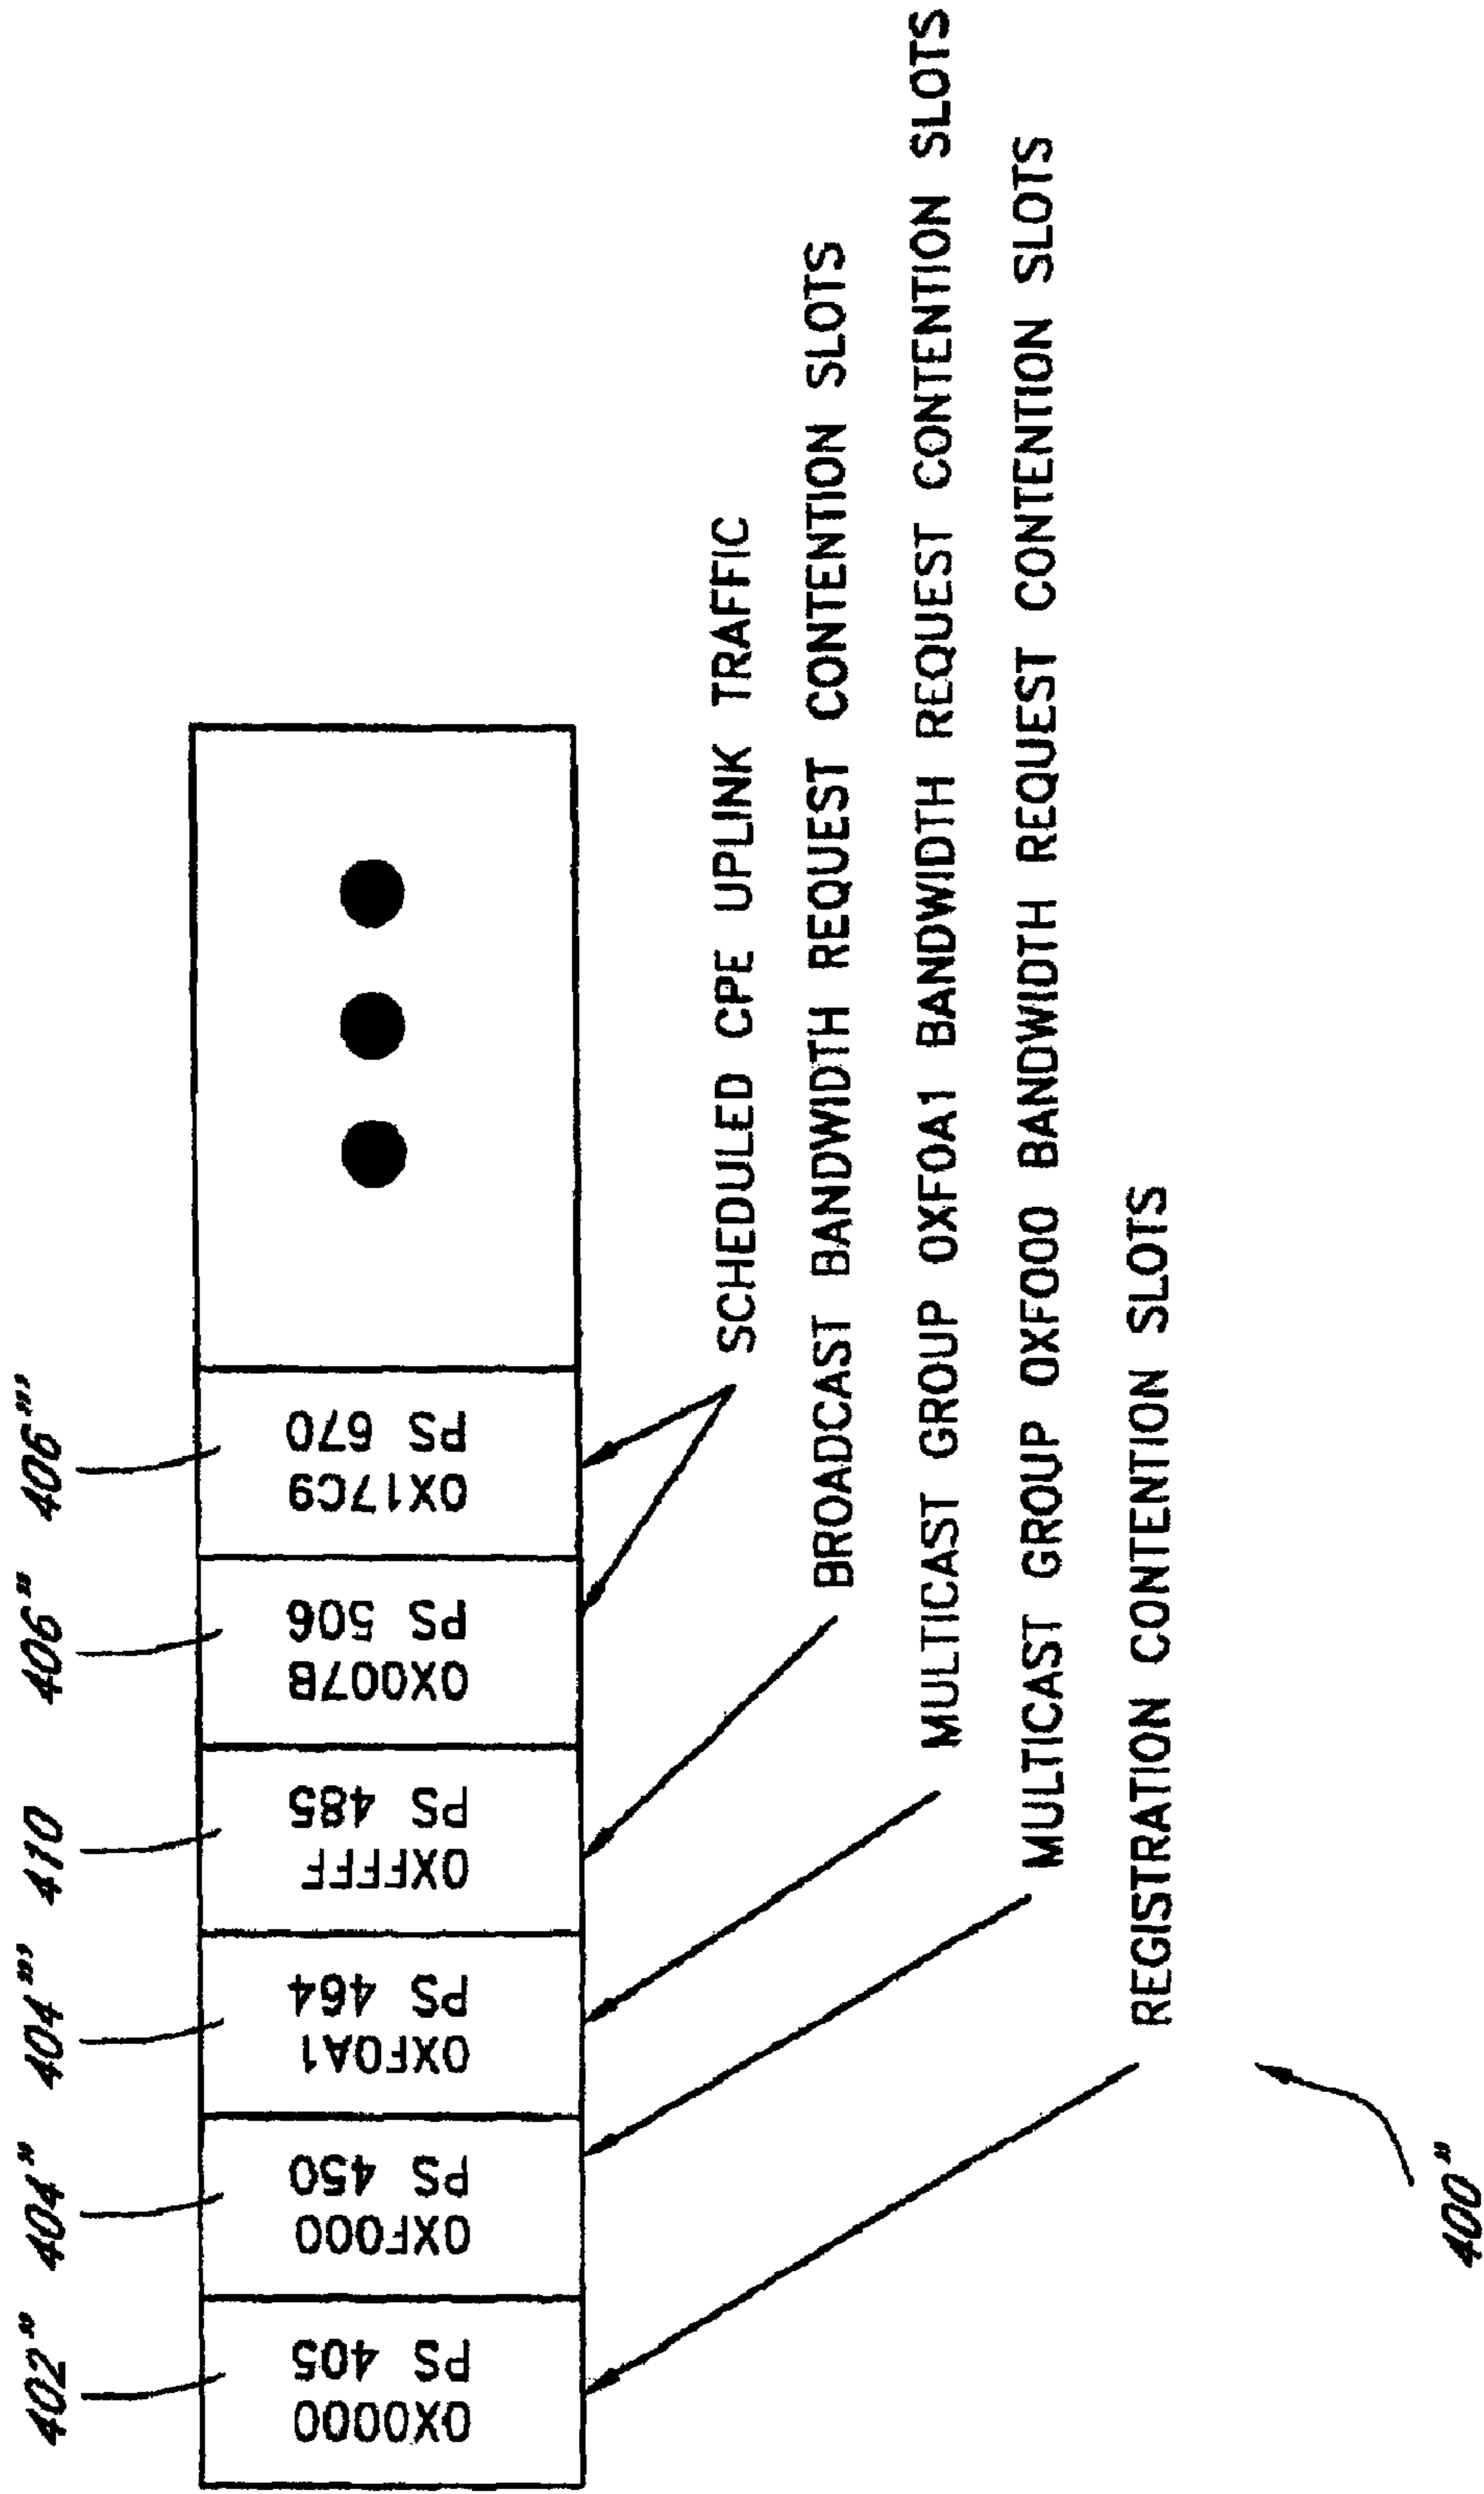 402"
404"
404"'
410
406"
406"'
0X0000
PS 405
0XF000
PS 450
0XF0A1
PS 464
0XFFFF
PS 485
0X007B
PS 506
0X17C9
PS 670
SCHEDULED CPE UPLINK TRAFFIC
BROADCAST BANDWIDTH REQUEST CONTENTION SLOTS
MULTICAST GROUP 0XF0A1 BANDWIDTH REQUEST CONTENTION SLOTS
MULTICAST GROUP 0XF000 BANDWIDTH REQUEST CONTENTION SLOTS
REGISTRATION CONTENTION SLOTS
400"